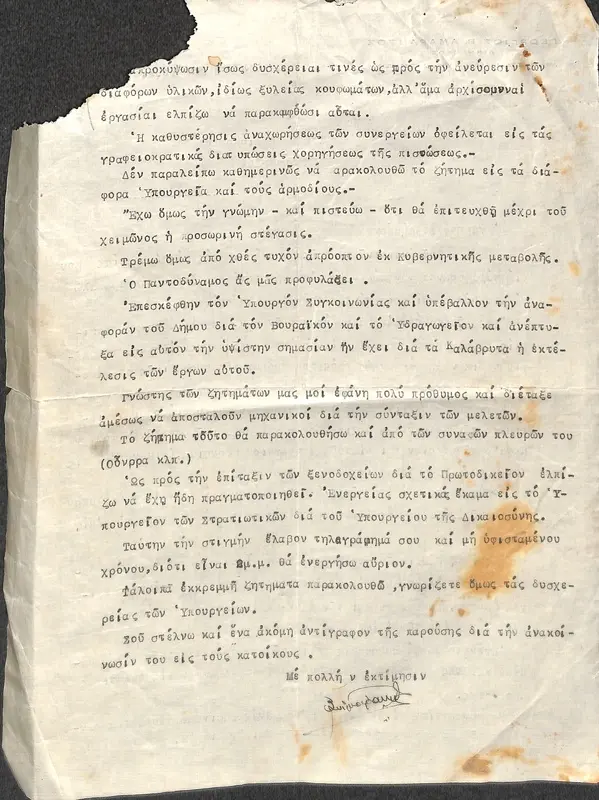 προκύψωσιν ἴσως δυσχέρειαι τινές ὡς πρός τήν ἀνεύρεσιν τῶν
διαφόρων ὑλικῶν,ἰδίως ξυλείας κουφωμάτων,ἀλλ'ἅμα ἀρχίσουν αἱ
ἐργασίαι ἐλπίζω νά παρακαμφθῶσι αὗται.
Ἡ καθυστέρησις ἀναχωρήσεως τῶν συνεργείων ὀφείλεται εἰς τάς
γραφειοκρατικάς διατυπώσεις χορηγήσεως τῆς πιστώσεως.-
Δέν παραλείπω καθημερινῶς νά αρακολουθῶ τό ζήτημα εἰς τά διά-
φορα Ὑπουργεῖα καί τούς ἁρμοδίους.-
Ἔχω ὅμως τήν γνώμην - καί πιστεύω - ὅτι θά ἐπιτευχθῇ μέχρι τοῦ
χειμῶνος ἡ προσωρινή στέγασις.
Τρέμω ὅμως ἀπό χθές τυχόν ἀπρόοπτον ἐκ Κυβερνητικῆς μεταβολῆς.
Ὁ Παντοδύναμος ἄς μᾶς προφυλάξει .
Ἐπεσκέφθην τόν Ὑπουργόν Συγκοινωνίας καί ὑπέβαλλον τήν ἀνα-
φοράν τοῦ Δήμου διά τόν Βουραϊκόν καί τό Ὑδραγωγεῖον καί ἀνέπτυ-
ξα εἰς αὐτόν τήν ὑψίστην σημασίαν ἥν ἔχει διά τά Καλάβρυτα ἡ ἐκτέ-
λεσις τῶν ἔργων αὐτοῦ.
Γνώστης τῶν ζητημάτων μας μοί ἐφάνη πολύ πρόθυμος καί διέταξε
ἀμέσως νά ἀποσταλοῦν μηχανικοί διά τήν σύνταξιν τῶν μελετῶν.
Τό ζήτημα τοῦτο θά παρακολουθήσω καί ἀπό τῶν συναφῶν πλευρῶν του
(Οὕνρρα κλπ.)
Ὡς πρός τήν ἐπίταξιν τῶν ξενοδοχείων διά τό Πρωτοδικεῖον ἐλπί-
ζω νά ἔχῃ ἤδη πραγματοποιηθεῖ. Ἐνεργείας σχετικάς ἔκαμα εἰς τό Ὑ-
πουργεῖον τῶν Στρατιωτικῶν διά τοῦ Ὑπουργείου τῆς Δικαιοσύνης.
Ταύτην τήν στιγμήν ἔλαβον τηλεγράφημά σου καί μή ὑφισταμένου
χρόνου,διότι εἶναι 2μ.μ. θά ἐνεργήσω αὔριον.
Τάλοιπά ἐκκρεμμῆ ζητήματα παρακολουθῶ ,γνωρίζετε ὅμως τάς δυσχε-
ρείας τῶν Ὑπουργείων.
Σοῦ στέλνω καί ἕνα ἀκόμη ἀντίγραφον τῆς παρούσης διά τήν ἀνακοί-
νωσίν του εἰς τούς κατοίκους .
Μέ πολλή ν ἐκτίμησιν